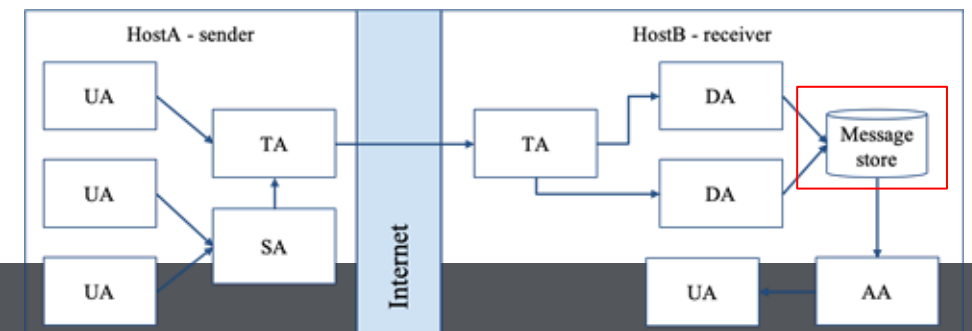 HostA - sender
HostB - receiver
UA
TA
UA
SA
UA
Internet
TA
DA
DA
Message
store
UA
AA